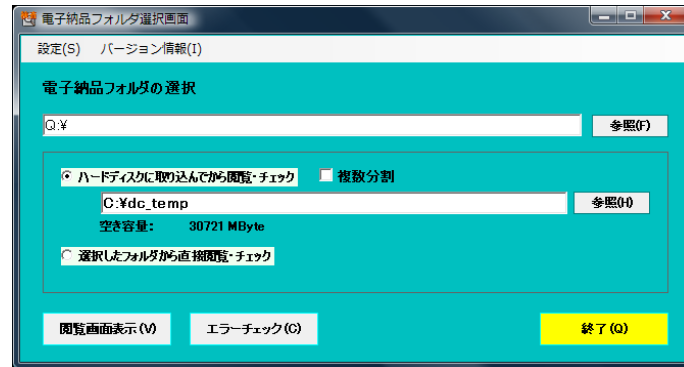 電子納品フォルダ選択画面
設定(S) バージョン情報(I)
電子納品フォルダの選択
Q:¥ 参照(F)
ハードディスクに取り込んでから閲覧・チェック 複数分割
C:¥dc_temp 参照(H)
空き容量: 30721 MByte
選択したフォルダから直接閲覧・チェック
閲覧画面表示(V) エラーチェック(C) 終了(Q)